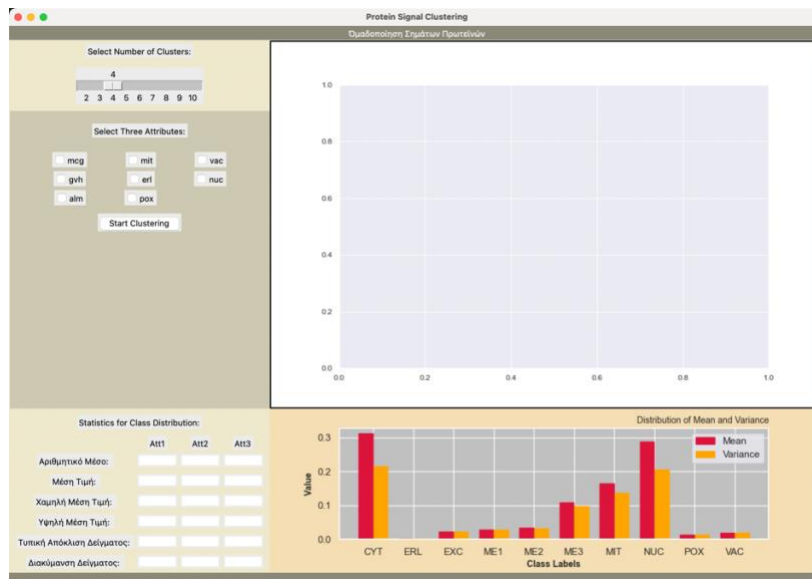 Protein Signal Clustering
Όμαδοποίηση Σημάτων Πρωτεϊνών
Select Number of Clusters:
4
2 3 4 5 6 7 8 9 10
Select Three Attributes:
mcg mit vac
gvh erl nuc
alm pox
Start Clustering
1.0
0.8
0.6
0.4
0.2
0.0
0.0 0.2 0.4 0.6 0.8 1.0
Statistics for Class Distribution:
Att1 Att2 Att3
Αριθμητικό Μέσο:
Μέση Τιμή:
Χαμηλή Μέση Τιμή:
Υψηλή Μέση Τιμή:
Τυπική Απόκλιση Δείγματος:
Διακύμανση Δείγματος:
Distribution of Mean and Variance
Mean
Variance
Value
0.3
0.2
0.1
0.0
CYT ERL EXC ME1 ME2 ME3 MIT NUC POX VAC
Class Labels